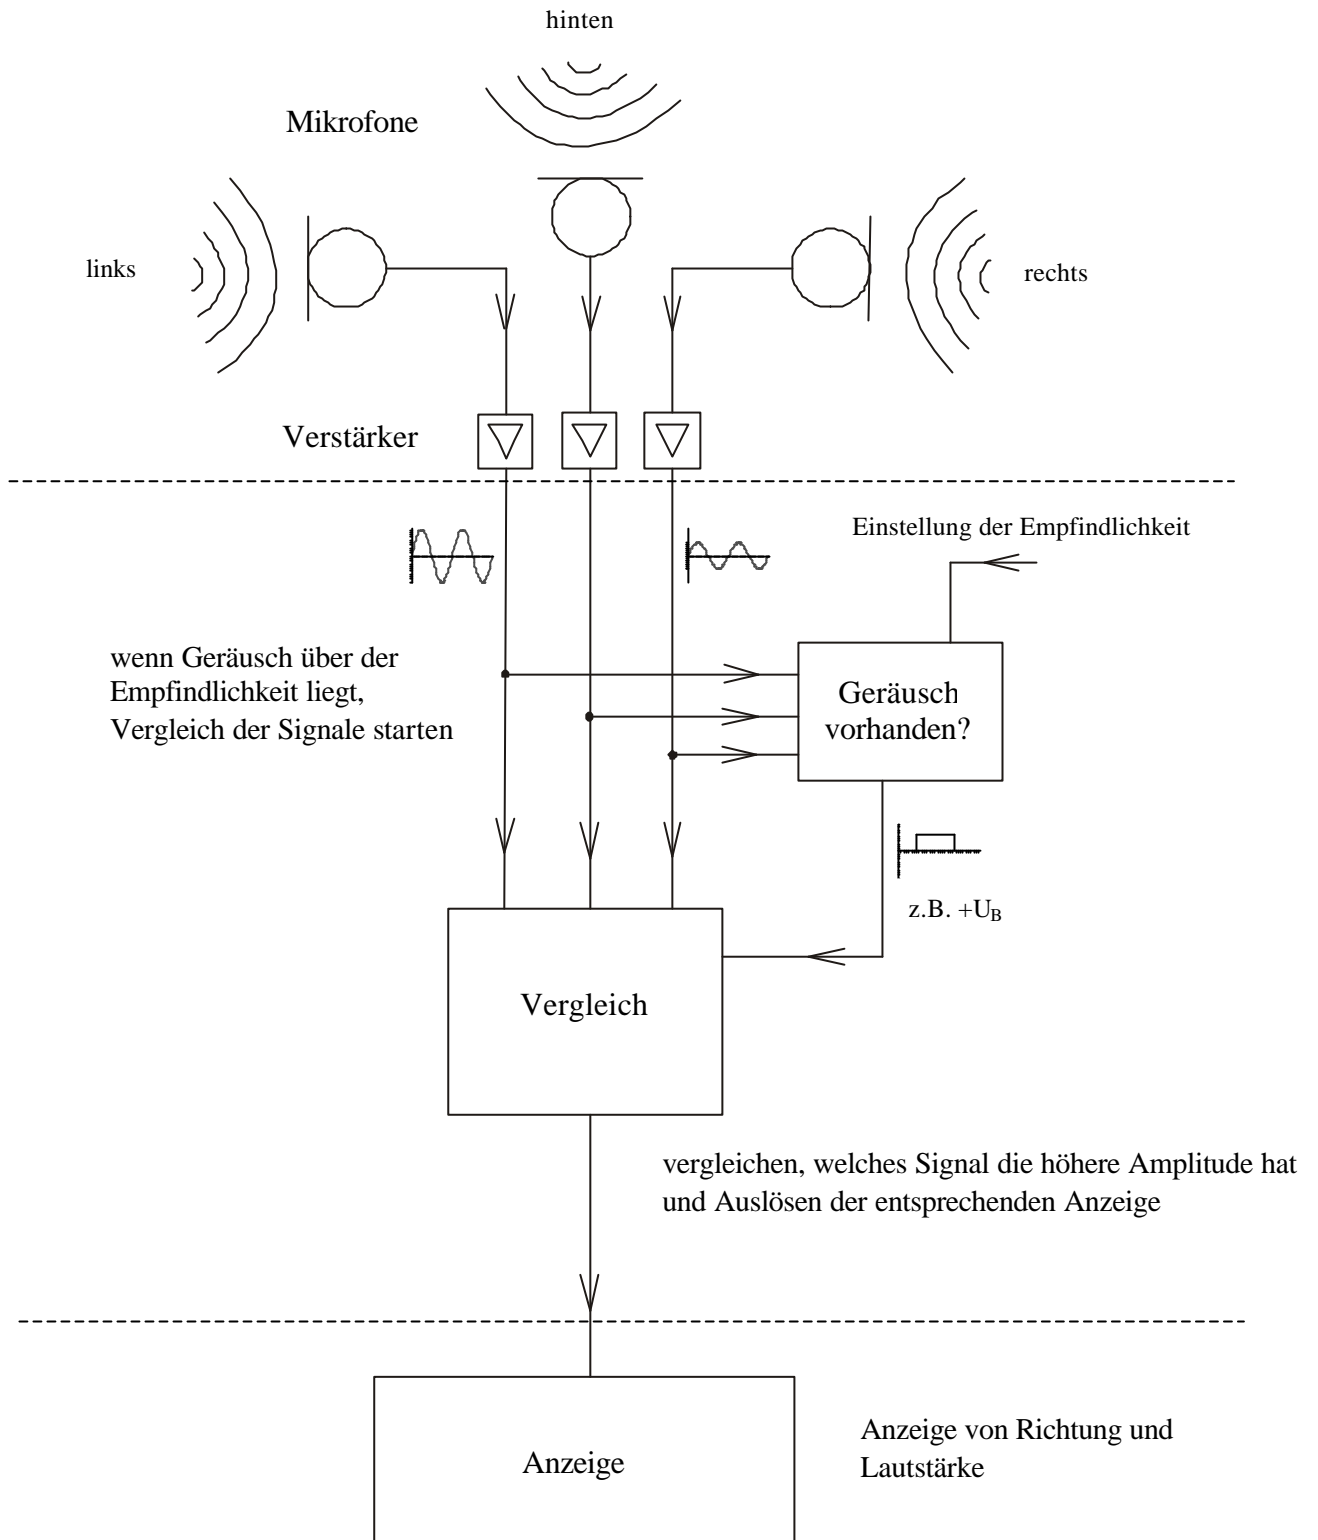 hinten
Mikrofone
links
rechts
Verstärker
Einstellung der Empfindlichkeit
wenn Geräusch über der
Empfindlichkeit liegt,
Vergleich der Signale starten
Geräusch
vorhanden?
z.B. +U_B
Vergleich
vergleichen, welches Signal die höhere Amplitude hat
und Auslösen der entsprechenden Anzeige
Anzeige
Anzeige von Richtung und
Lautstärke